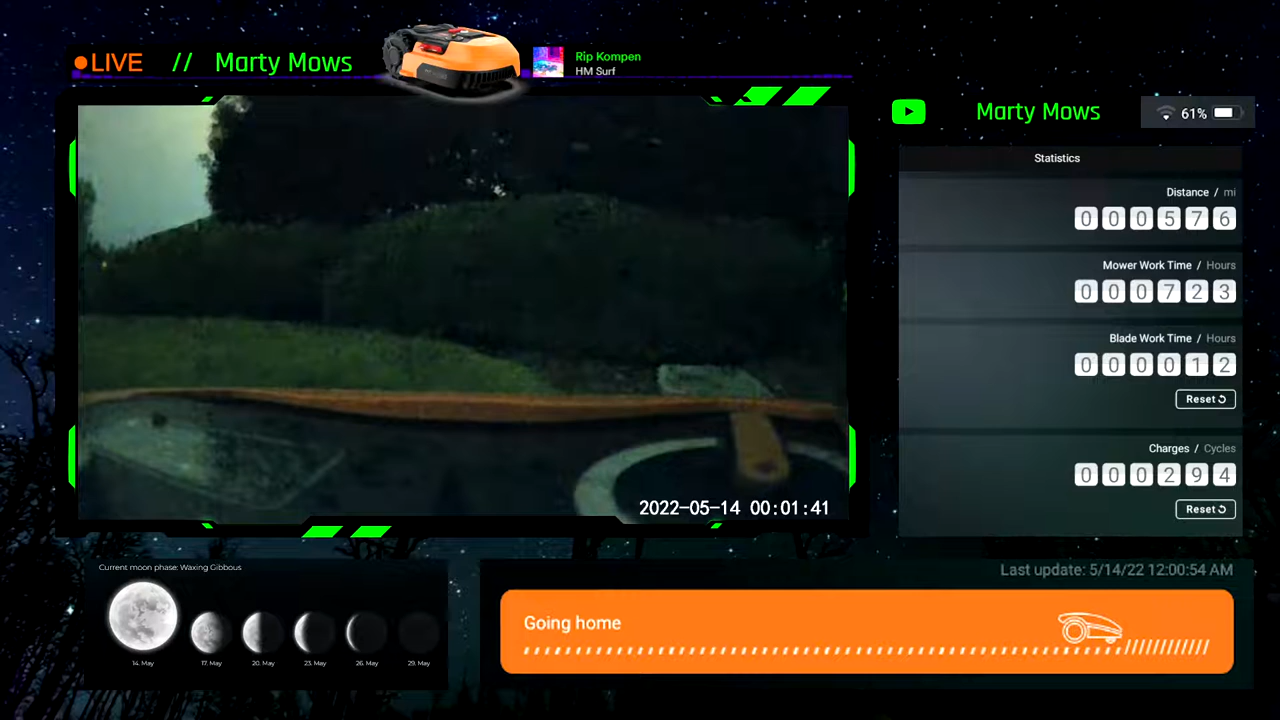 LIVE // Marty Mows
Rip Kompen
HM Surf
Marty Mows
61%
Statistics
Distance / mi
000576
Mower Work Time / Hours
000723
Blade Work Time / Hours
000012
Reset
Charges / Cycles
000294
Reset
2022-05-14 00:01:41
Current moon phase: Waxing Gibbous
14. May 17. May 20. May 23. May 26. May 29. May
Last update: 5/14/22 12:00:54 AM
Going home